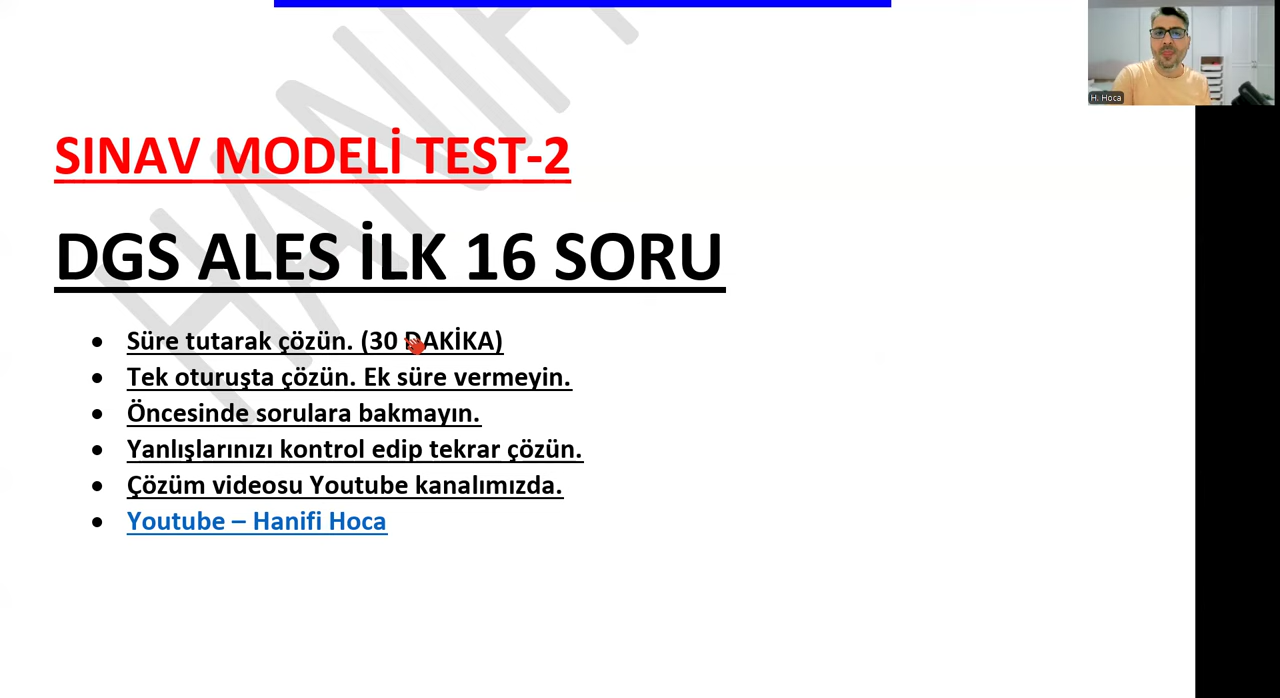 HANIFI
H. Hoca
SINAV MODELİ TEST-2
DGS ALES İLK 16 SORU
• Süre tutarak çözün. (30 DAKİKA)
• Tek oturuşta çözün. Ek süre vermeyin.
• Öncesinde sorulara bakmayın.
• Yanlışlarınızı kontrol edip tekrar çözün.
• Çözüm videosu Youtube kanalımızda.
• Youtube – Hanifi Hoca